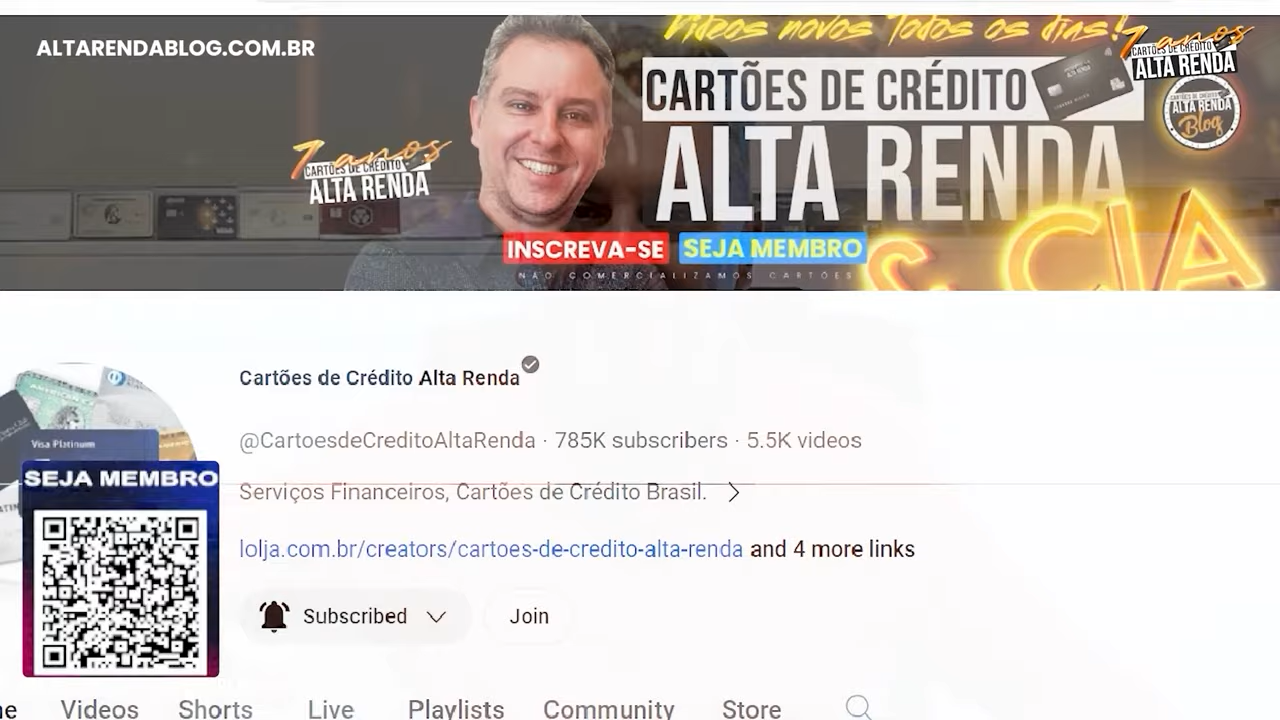 ALTARENDABLOG.COM.BR
Vídeos novos Todos os dias!
7 anos
CARTÕES DE CRÉDITO
ALTA RENDA
CARTÕES DE CRÉDITO
ALTA RENDA
& CIA
CARTÕES DE CRÉDITO
ALTA RENDA
Blog
7 anos
CARTÕES DE CRÉDITO
ALTA RENDA
INSCREVA-SE
SEJA MEMBRO
NÃO COMERCIALIZAMOS CARTÕES
Cartões de Crédito Alta Renda
@CartoesdeCreditoAltaRenda · 785K subscribers · 5.5K videos
Visa Platinum
SEJA MEMBRO
Serviços Financeiros, Cartões de Crédito Brasil.
lolja.com.br/creators/cartoes-de-credito-alta-renda and 4 more links
Subscribed
Join
Videos Shorts Live Playlists Community Store